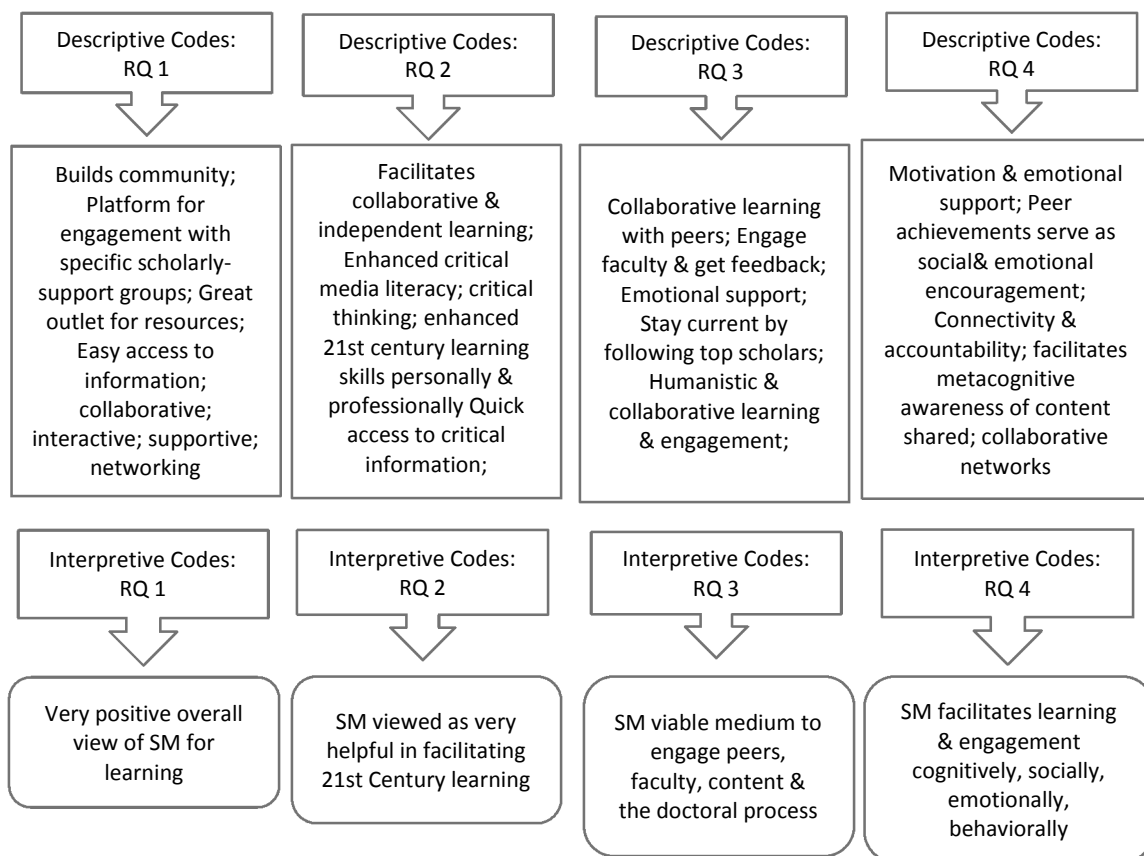 Descriptive Codes:
RQ 1
Descriptive Codes:
RQ 2
Descriptive Codes:
RQ 3
Descriptive Codes:
RQ 4
Builds community;
Platform for
engagement with
specific scholarly-
support groups; Great
outlet for resources;
Easy access to
information;
collaborative;
interactive; supportive;
networking
Facilitates
collaborative &
independent learning;
Enhanced critical
media literacy; critical
thinking; enhanced
21st century learning
skills personally &
professionally Quick
access to critical
information;
Collaborative learning
with peers; Engage
faculty & get feedback;
Emotional support;
Stay current by
following top scholars;
Humanistic &
collaborative learning
& engagement;
Motivation & emotional
support; Peer
achievements serve as
social& emotional
encouragement;
Connectivity &
accountability; facilitates
metacognitive
awareness of content
shared; collaborative
networks
Interpretive Codes:
RQ 1
Interpretive Codes:
RQ 2
Interpretive Codes:
RQ 3
Interpretive Codes:
RQ 4
Very positive overall
view of SM for
learning
SM viewed as very
helpful in facilitating
21st Century learning
SM viable medium to
engage peers,
faculty, content &
the doctoral process
SM facilitates learning
& engagement
cognitively, socially,
emotionally,
behaviorally